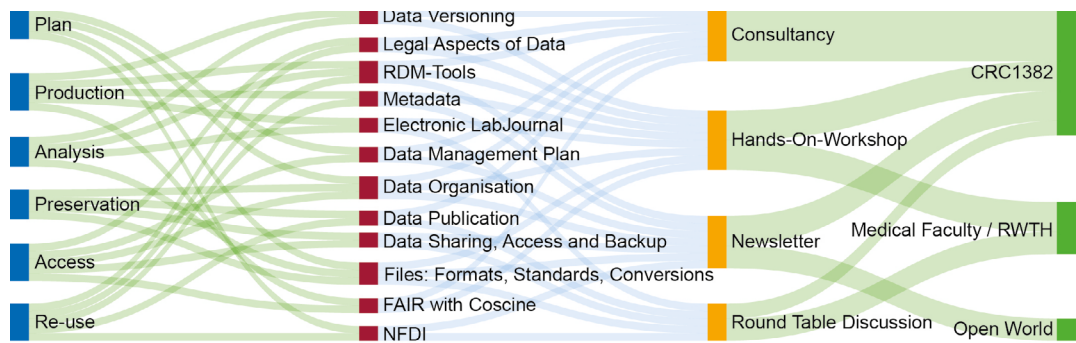 Plan
Production
Analysis
Preservation
Access
Re-use
Data Versioning
Legal Aspects of Data
RDM-Tools
Metadata
Electronic LabJournal
Data Management Plan
Data Organisation
Data Publication
Data Sharing, Access and Backup
Files: Formats, Standards, Conversions
FAIR with Coscine
NFDI
Consultancy
Hands-On-Workshop
Newsletter
Round Table Discussion
CRC1382
Medical Faculty / RWTH
Open World